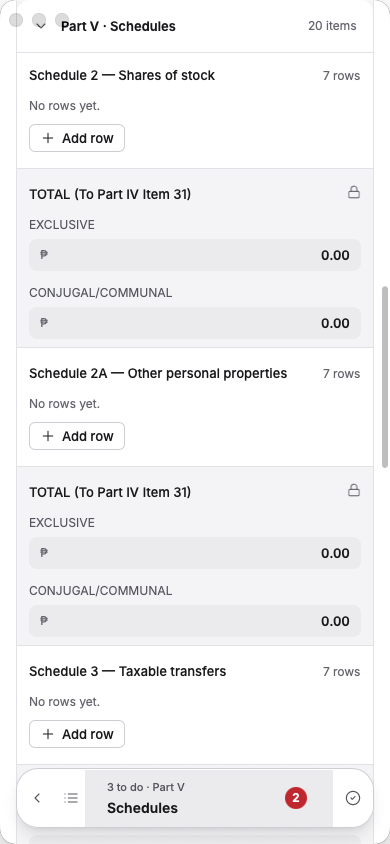 Part V · Schedules
20 items
Schedule 2 — Shares of stock
7 rows
No rows yet.
+ Add row
TOTAL (To Part IV Item 31)
EXCLUSIVE
₱ 0.00
CONJUGAL/COMMUNAL
₱ 0.00
Schedule 2A — Other personal properties
7 rows
No rows yet.
+ Add row
TOTAL (To Part IV Item 31)
EXCLUSIVE
₱ 0.00
CONJUGAL/COMMUNAL
₱ 0.00
Schedule 3 — Taxable transfers
7 rows
No rows yet.
+ Add row
3 to do · Part V
Schedules
2